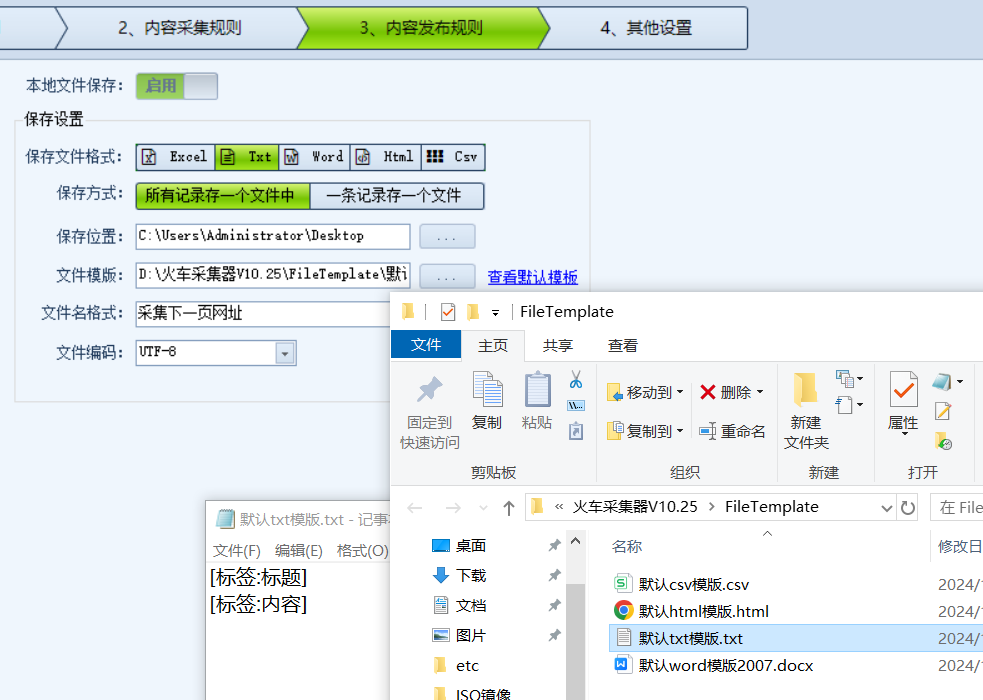 2、内容采集规则
3、内容发布规则
4、其他设置
本地文件保存：
启用
保存设置
保存文件格式：
Excel
Txt
Word
Html
Csv
保存方式：
所有记录存一个文件中
一条记录存一个文件
保存位置：
C:\Users\Administrator\Desktop
...
文件模版：
D:\火车采集器V10.25\FileTemplate\默认
...
查看默认模板
文件名格式：
采集下一页网址
文件编码：
UTF-8
FileTemplate
文件
主页
共享
查看
固定到
快速访问
复制
粘贴
剪贴板
移动到
复制到
删除
重命名
组织
新建
文件夹
新建
属性
打开
« 火车采集器V10.25 › FileTemplate
在 File
桌面
下载
文档
图片
etc
ISO镜像
名称
修改日
默认csv模版.csv
2024/
默认html模版.html
2024/
默认txt模版.txt
2024/
默认word模版2007.docx
2024/
默认txt模版.txt - 记事
文件(F)
编辑(E)
格式(O)
[标签:标题]
[标签:内容]